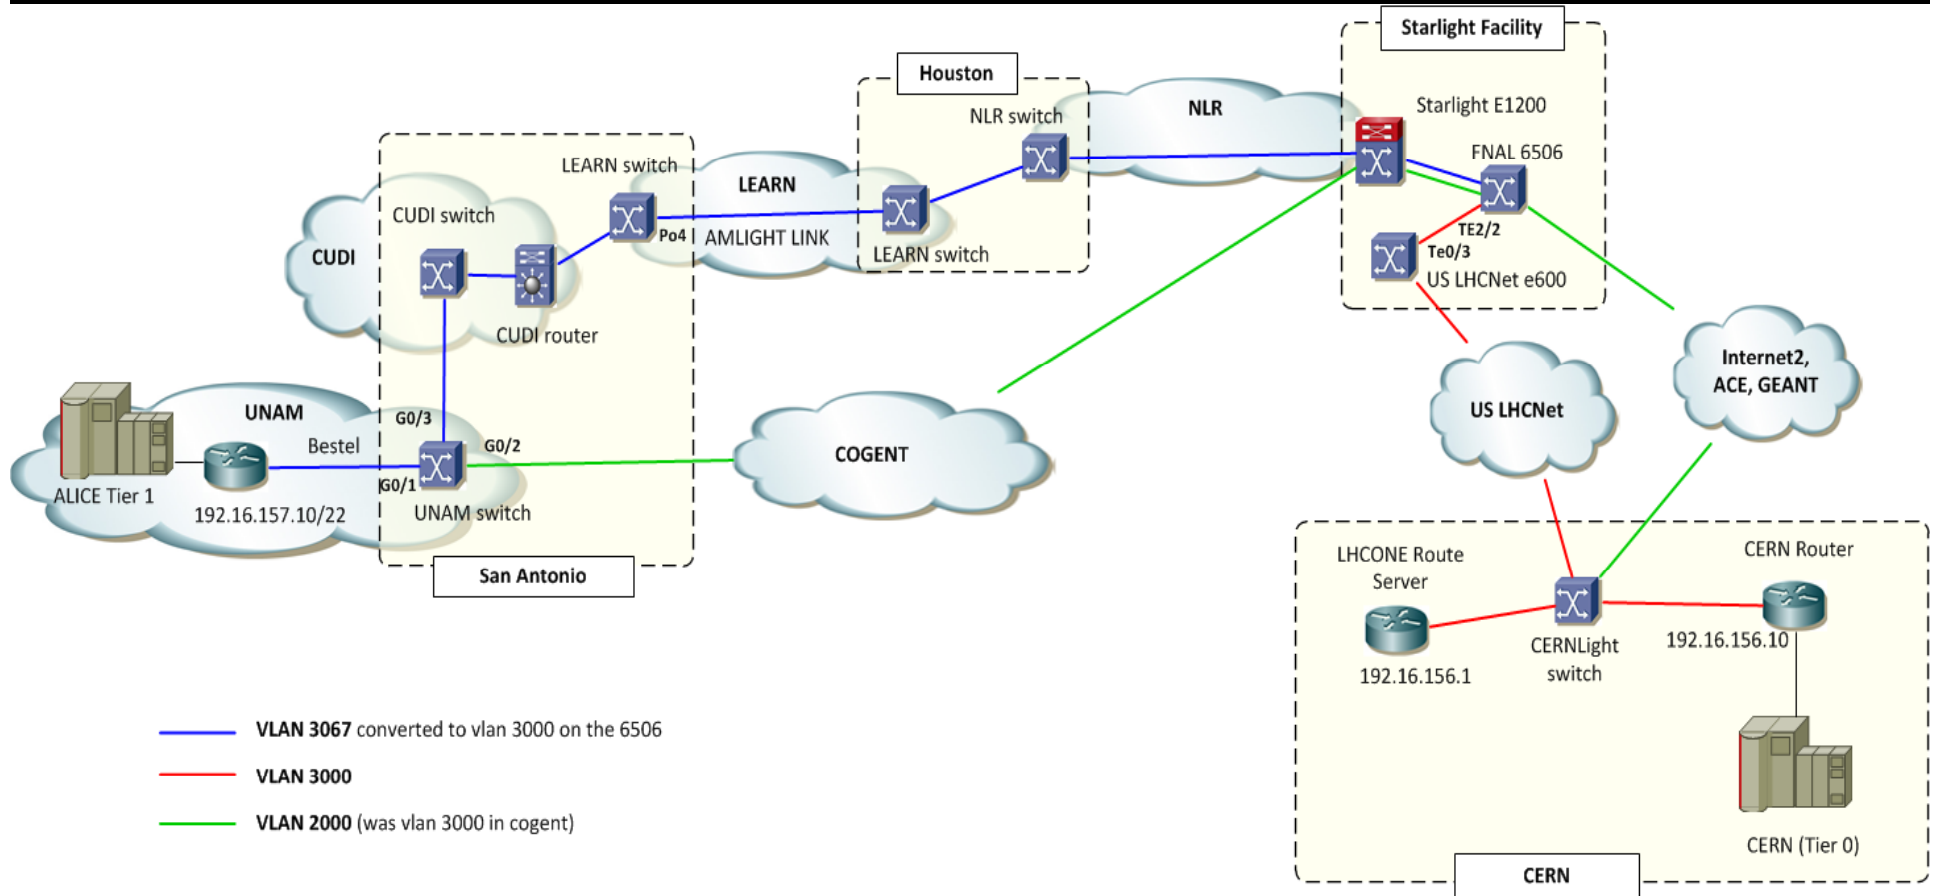 Starlight Facility
Houston
NLR
Starlight E1200
NLR switch
FNAL 6506
LEARN switch
LEARN
CUDI switch
Po4
AMLIGHT LINK
TE2/2
LEARN switch
Te0/3
CUDI
US LHCNet e600
CUDI router
Internet2,
ACE, GEANT
UNAM
G0/3
US LHCNet
Bestel
G0/2
COGENT
G0/1
ALICE Tier 1
192.16.157.10/22
UNAM switch
San Antonio
LHCONE Route
Server
CERN Router
192.16.156.10
CERNLight
switch
192.16.156.1
VLAN 3067 converted to vlan 3000 on the 6506
VLAN 3000
VLAN 2000 (was vlan 3000 in cogent)
CERN (Tier 0)
CERN